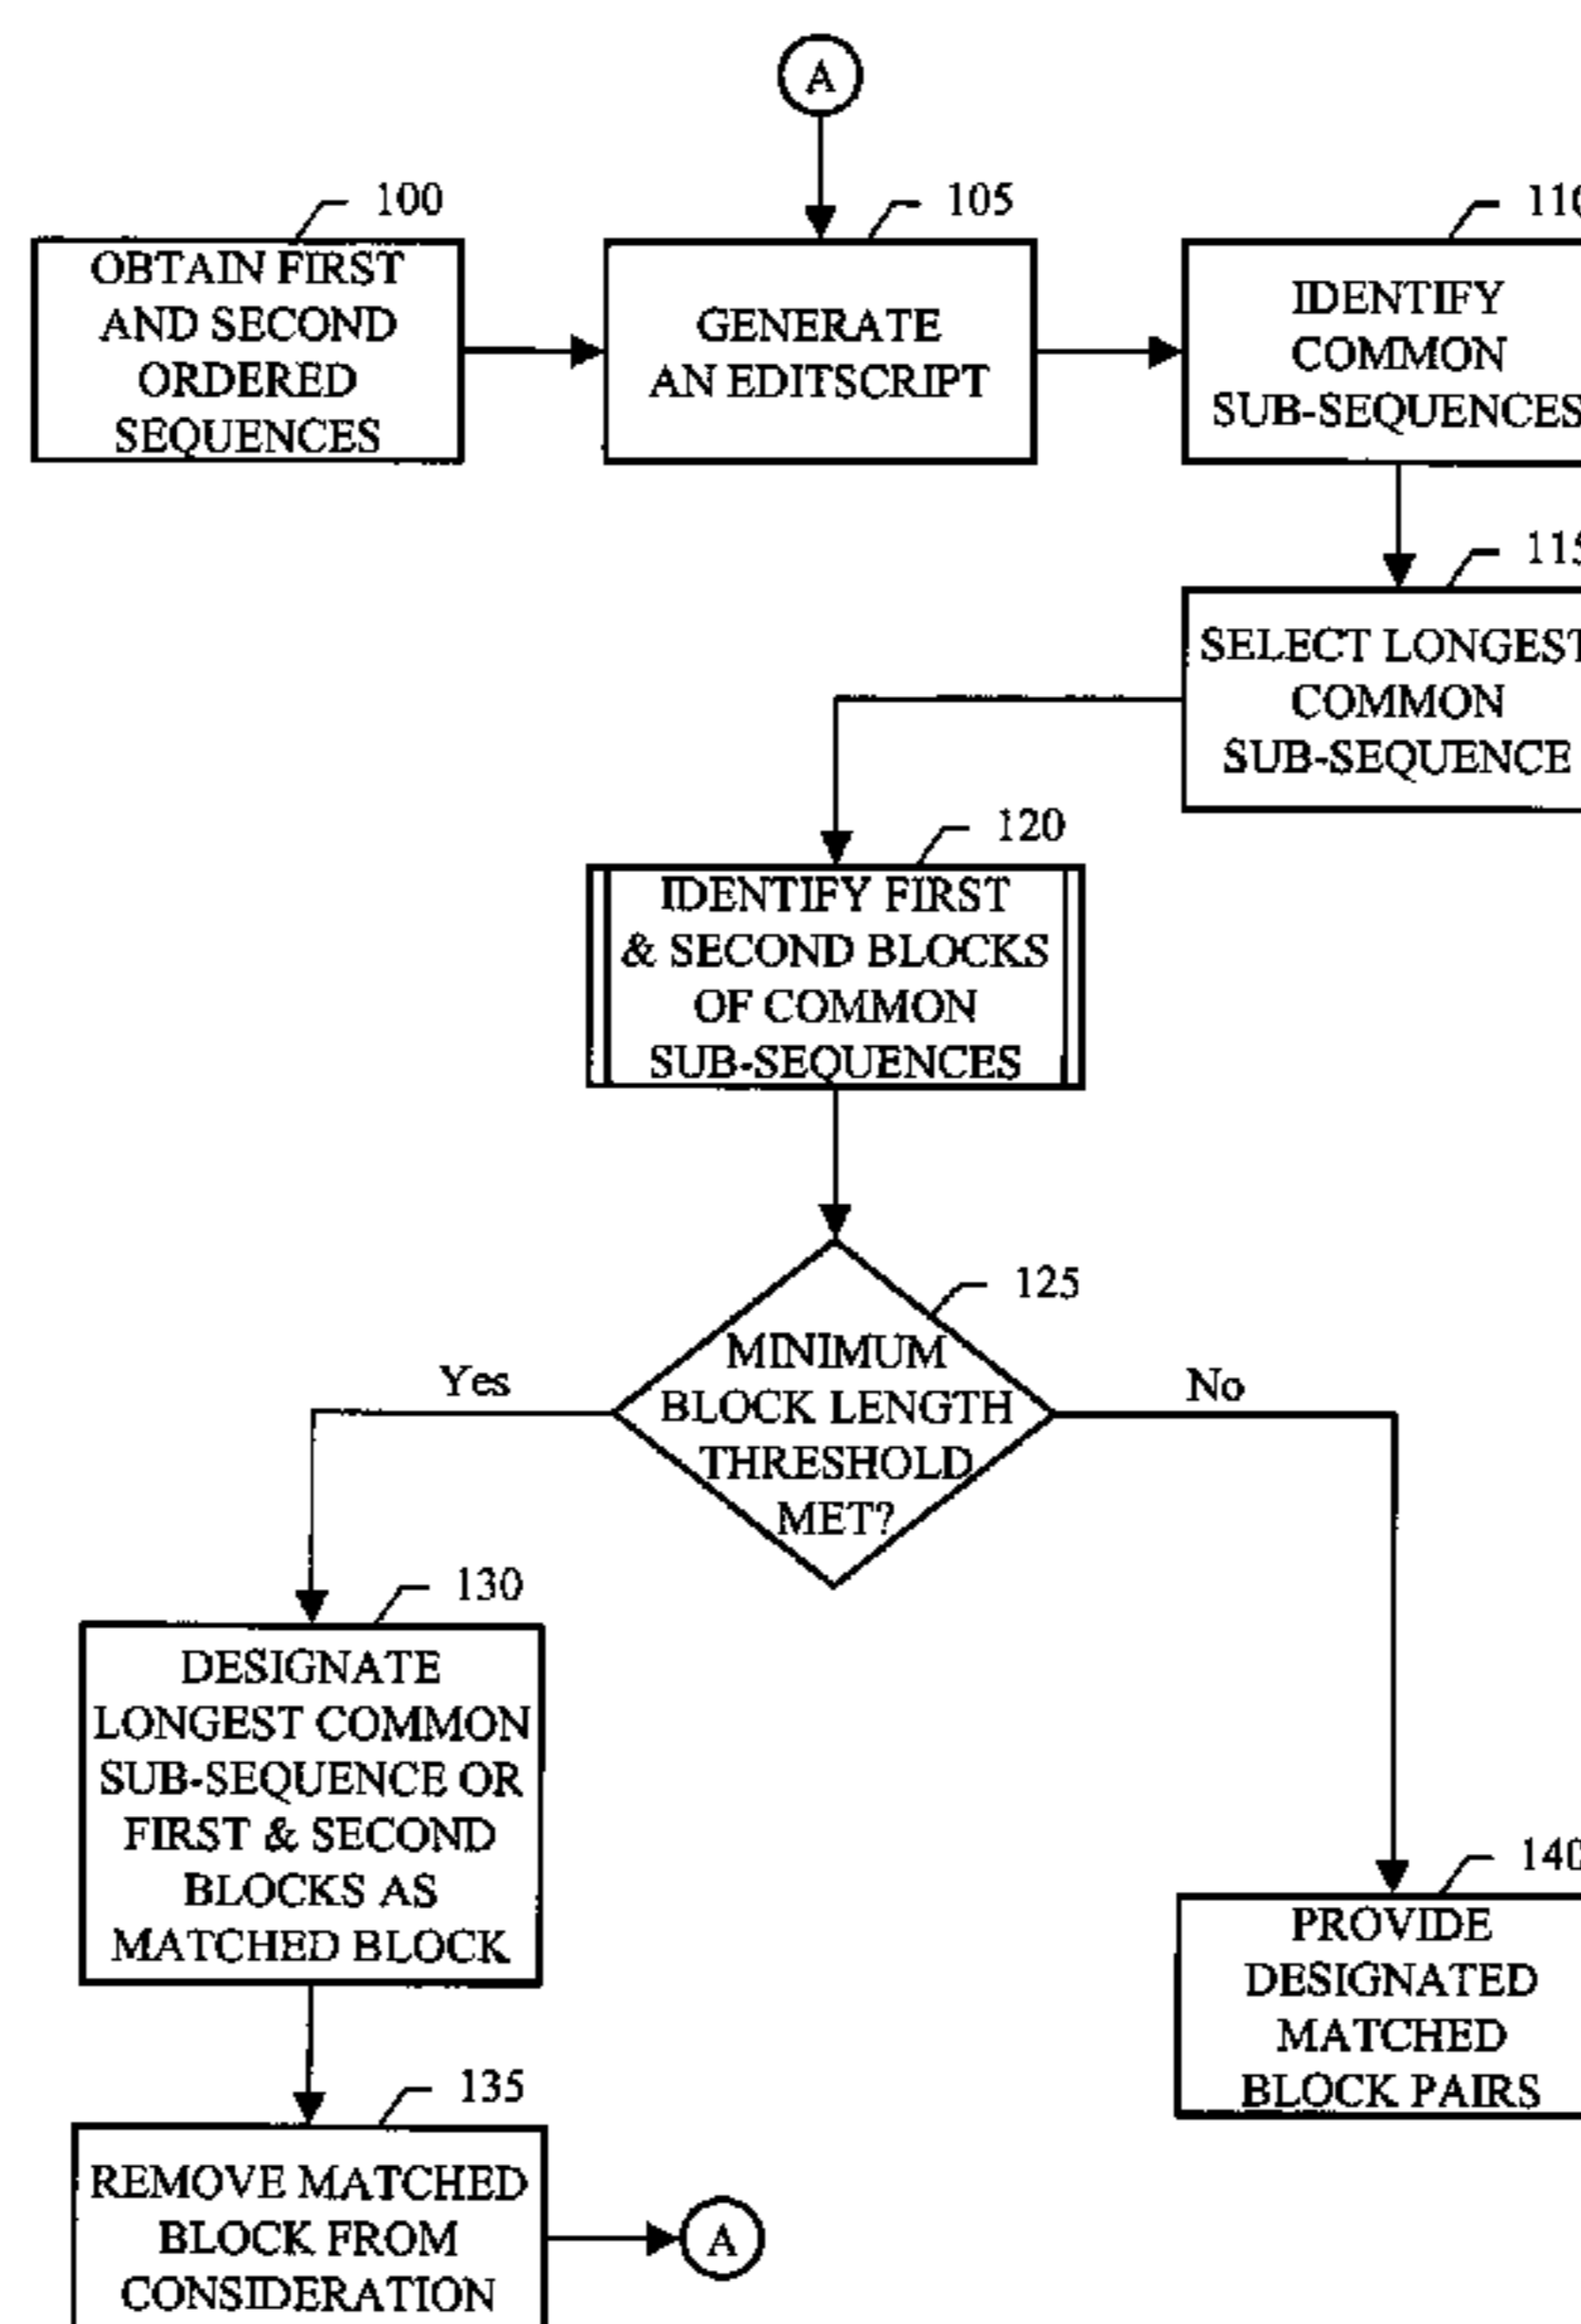 A
100
OBTAIN FIRST
AND SECOND
ORDERED
SEQUENCES
105
GENERATE
AN EDITSCRIPT
110
IDENTIFY
COMMON
SUB-SEQUENCES
115
SELECT LONGEST
COMMON
SUB-SEQUENCE
120
IDENTIFY FIRST
& SECOND BLOCKS
OF COMMON
SUB-SEQUENCES
125
MINIMUM
BLOCK LENGTH
THRESHOLD
MET?
Yes
No
130
DESIGNATE
LONGEST COMMON
SUB-SEQUENCE OR
FIRST & SECOND
BLOCKS AS
MATCHED BLOCK
140
PROVIDE
DESIGNATED
MATCHED
BLOCK PAIRS
135
REMOVE MATCHED
BLOCK FROM
CONSIDERATION
A